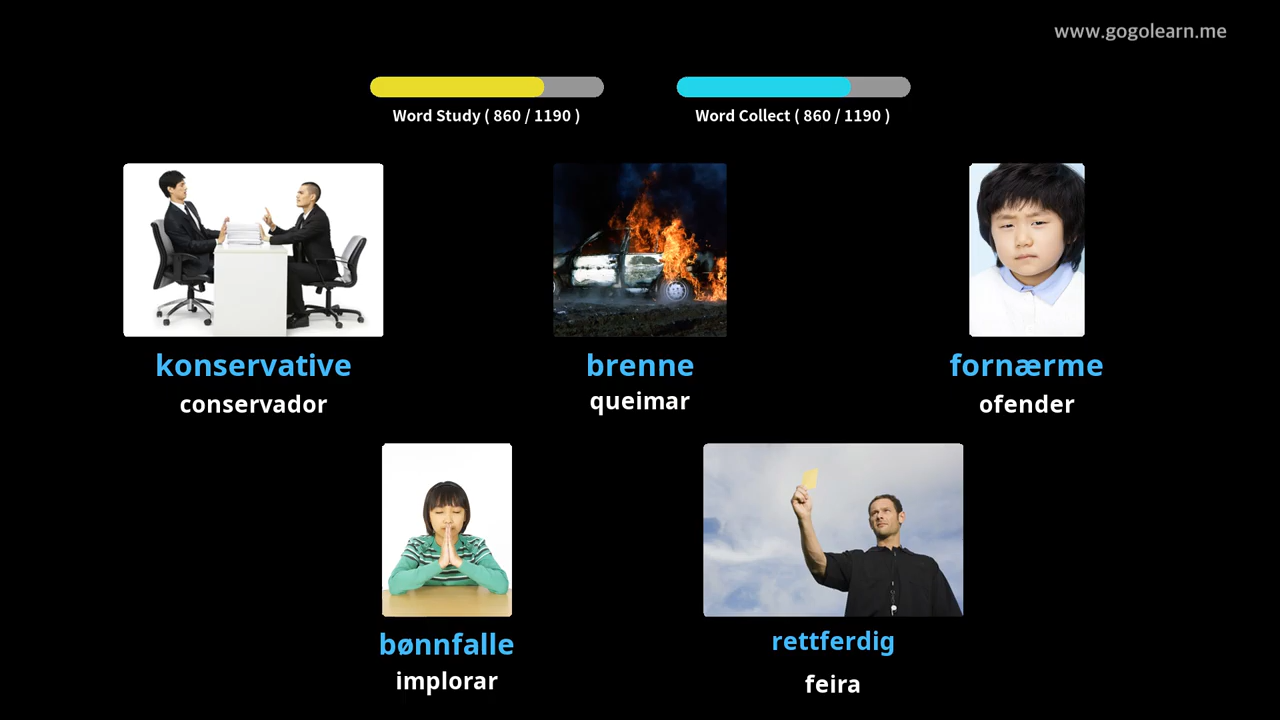 www.gogolearn.me
Word Study ( 860 / 1190 )
Word Collect ( 860 / 1190 )
konservative
conservador
brenne
queimar
fornærme
ofender
bønnfalle
implorar
rettferdig
feira